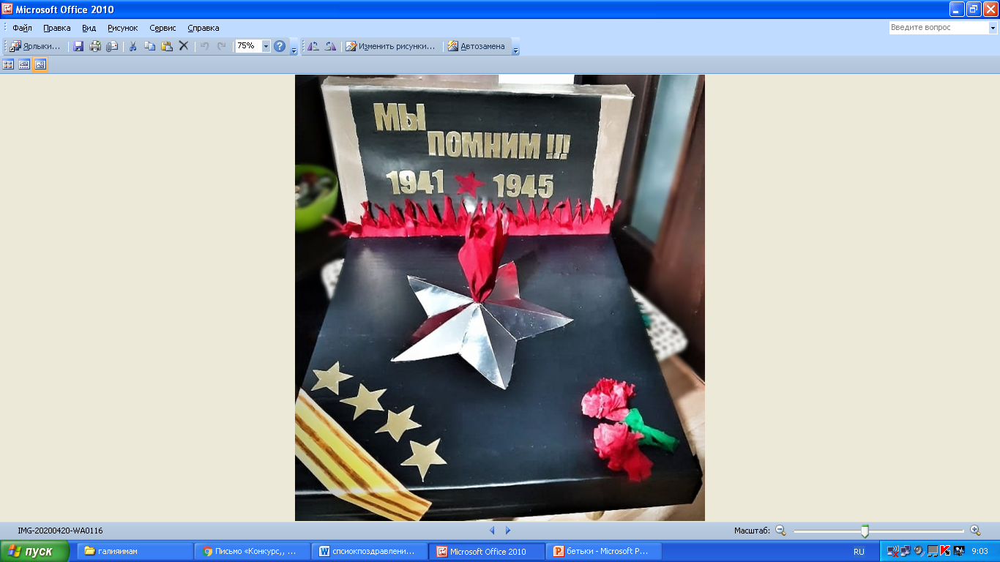 Microsoft Office 2010
Файл Правка Вид Рисунок Сервис Справка
Введите вопрос
Ярлыки... 75% Изменить рисунки... Автозамена
МЫ
ПОМНИМ !!!
1941 1945
IMG-20200420-WA0116
Масштаб:
пуск
галияимам
Письмо «Конкурс,, ...
спсиокпоздравлени...
Microsoft Office 2010
бетьки - Microsoft P...
RU
9:03